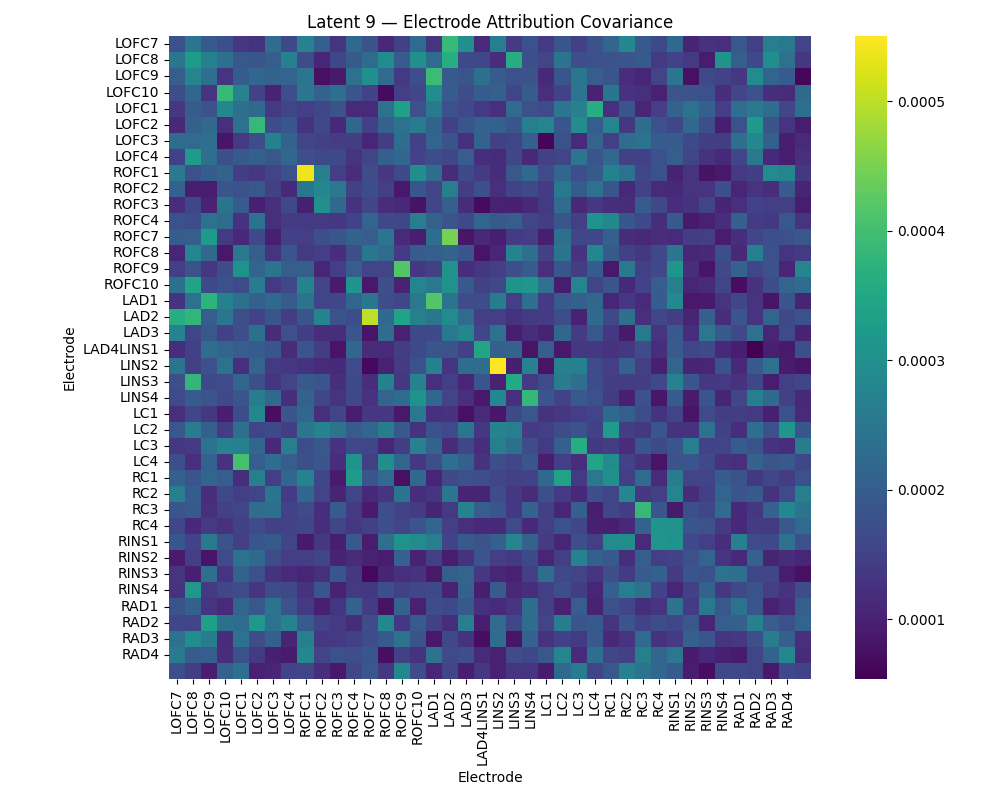 Latent 9 — Electrode Attribution Covariance
LOFC7
LOFC8
LOFC9
LOFC10
LOFC1
LOFC2
LOFC3
LOFC4
ROFC1
ROFC2
ROFC3
ROFC4
ROFC7
ROFC8
ROFC9
ROFC10
LAD1
LAD2
LAD3
LAD4LINS1
LINS2
LINS3
LINS4
LC1
LC2
LC3
LC4
RC1
RC2
RC3
RC4
RINS1
RINS2
RINS3
RINS4
RAD1
RAD2
RAD3
RAD4
Electrode
LOFC7
LOFC8
LOFC9
LOFC10
LOFC1
LOFC2
LOFC3
LOFC4
ROFC1
ROFC2
ROFC3
ROFC4
ROFC7
ROFC8
ROFC9
ROFC10
LAD1
LAD2
LAD3
LAD4LINS1
LINS2
LINS3
LINS4
LC1
LC2
LC3
LC4
RC1
RC2
RC3
RC4
RINS1
RINS2
RINS3
RINS4
RAD1
RAD2
RAD3
RAD4
Electrode
0.0005
0.0004
0.0003
0.0002
0.0001